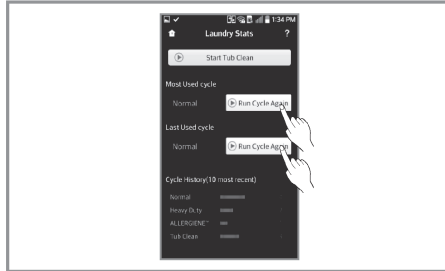 1:34 PM
Laundry Stats ?
Start Tub Clean
Most Used cycle
Normal Run Cycle Again
Last Used cycle
Normal Run Cycle Again
Cycle History(10 most recent)
Normal
Heavy Duty
ALLERGIENE™
Tub Clean